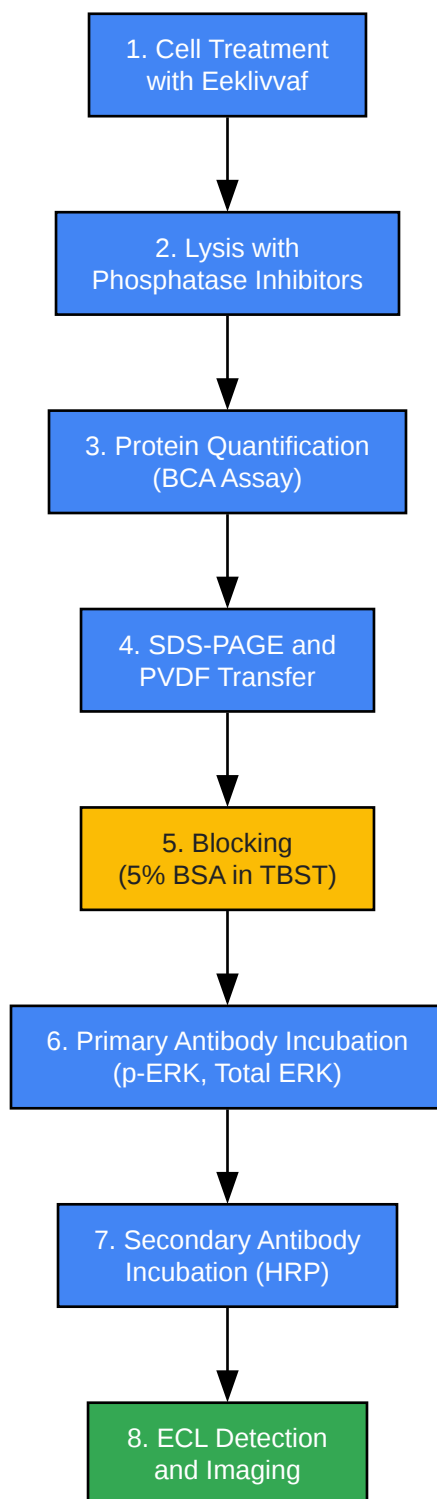 1. Cell Treatment
with Eeklivvaf
2. Lysis with
Phosphatase Inhibitors
3. Protein Quantification
(BCA Assay)
4. SDS-PAGE and
PVDF Transfer
5. Blocking
(5% BSA in TBST)
6. Primary Antibody Incubation
(p-ERK, Total ERK)
7. Secondary Antibody
Incubation (HRP)
8. ECL Detection
and Imaging